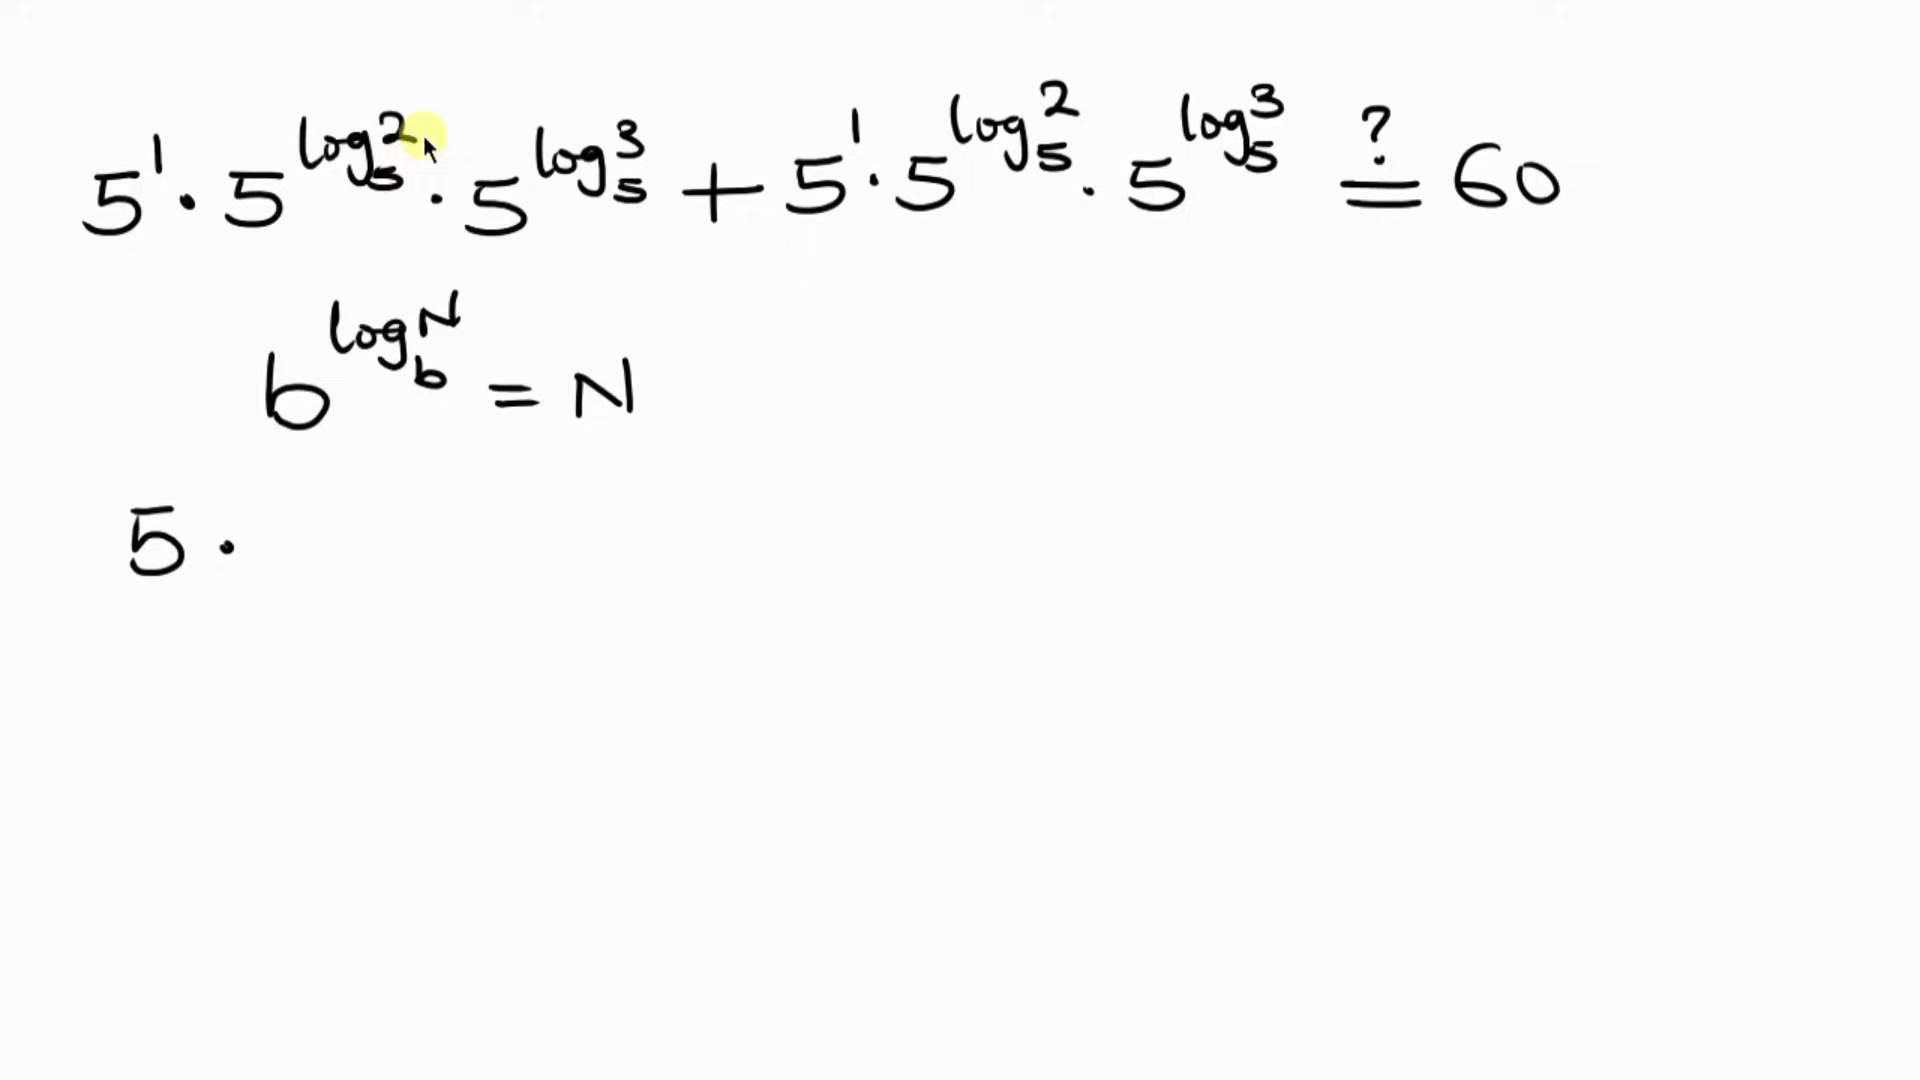 5¹ · 5^(log₅2) · 5^(log₅3) + 5¹ · 5^(log₅2) · 5^(log₅3) ≟ 60
b^(log_b N) = N
5 ·